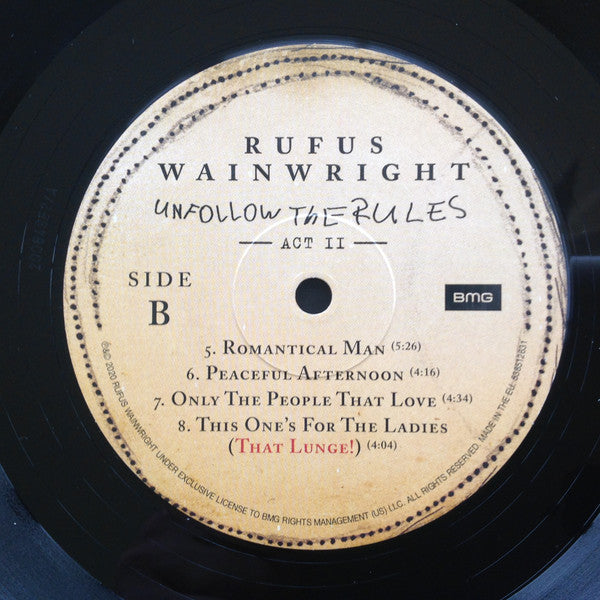 RUFUS
WAINWRIGHT
UNFOLLOW THE RULES
ACT II
SIDE
B
BMG
5. ROMANTICAL MAN (5:26)
6. PEACEFUL AFTERNOON (4:16)
7. ONLY THE PEOPLE THAT LOVE (4:34)
8. THIS ONE'S FOR THE LADIES
(THAT LUNGE!) (4:04)
℗&© 2020 RUFUS WAINWRIGHT UNDER EXCLUSIVE LICENSE TO BMG RIGHTS MANAGEMENT (US) LLC. ALL RIGHTS RESERVED. MADE IN THE EU.